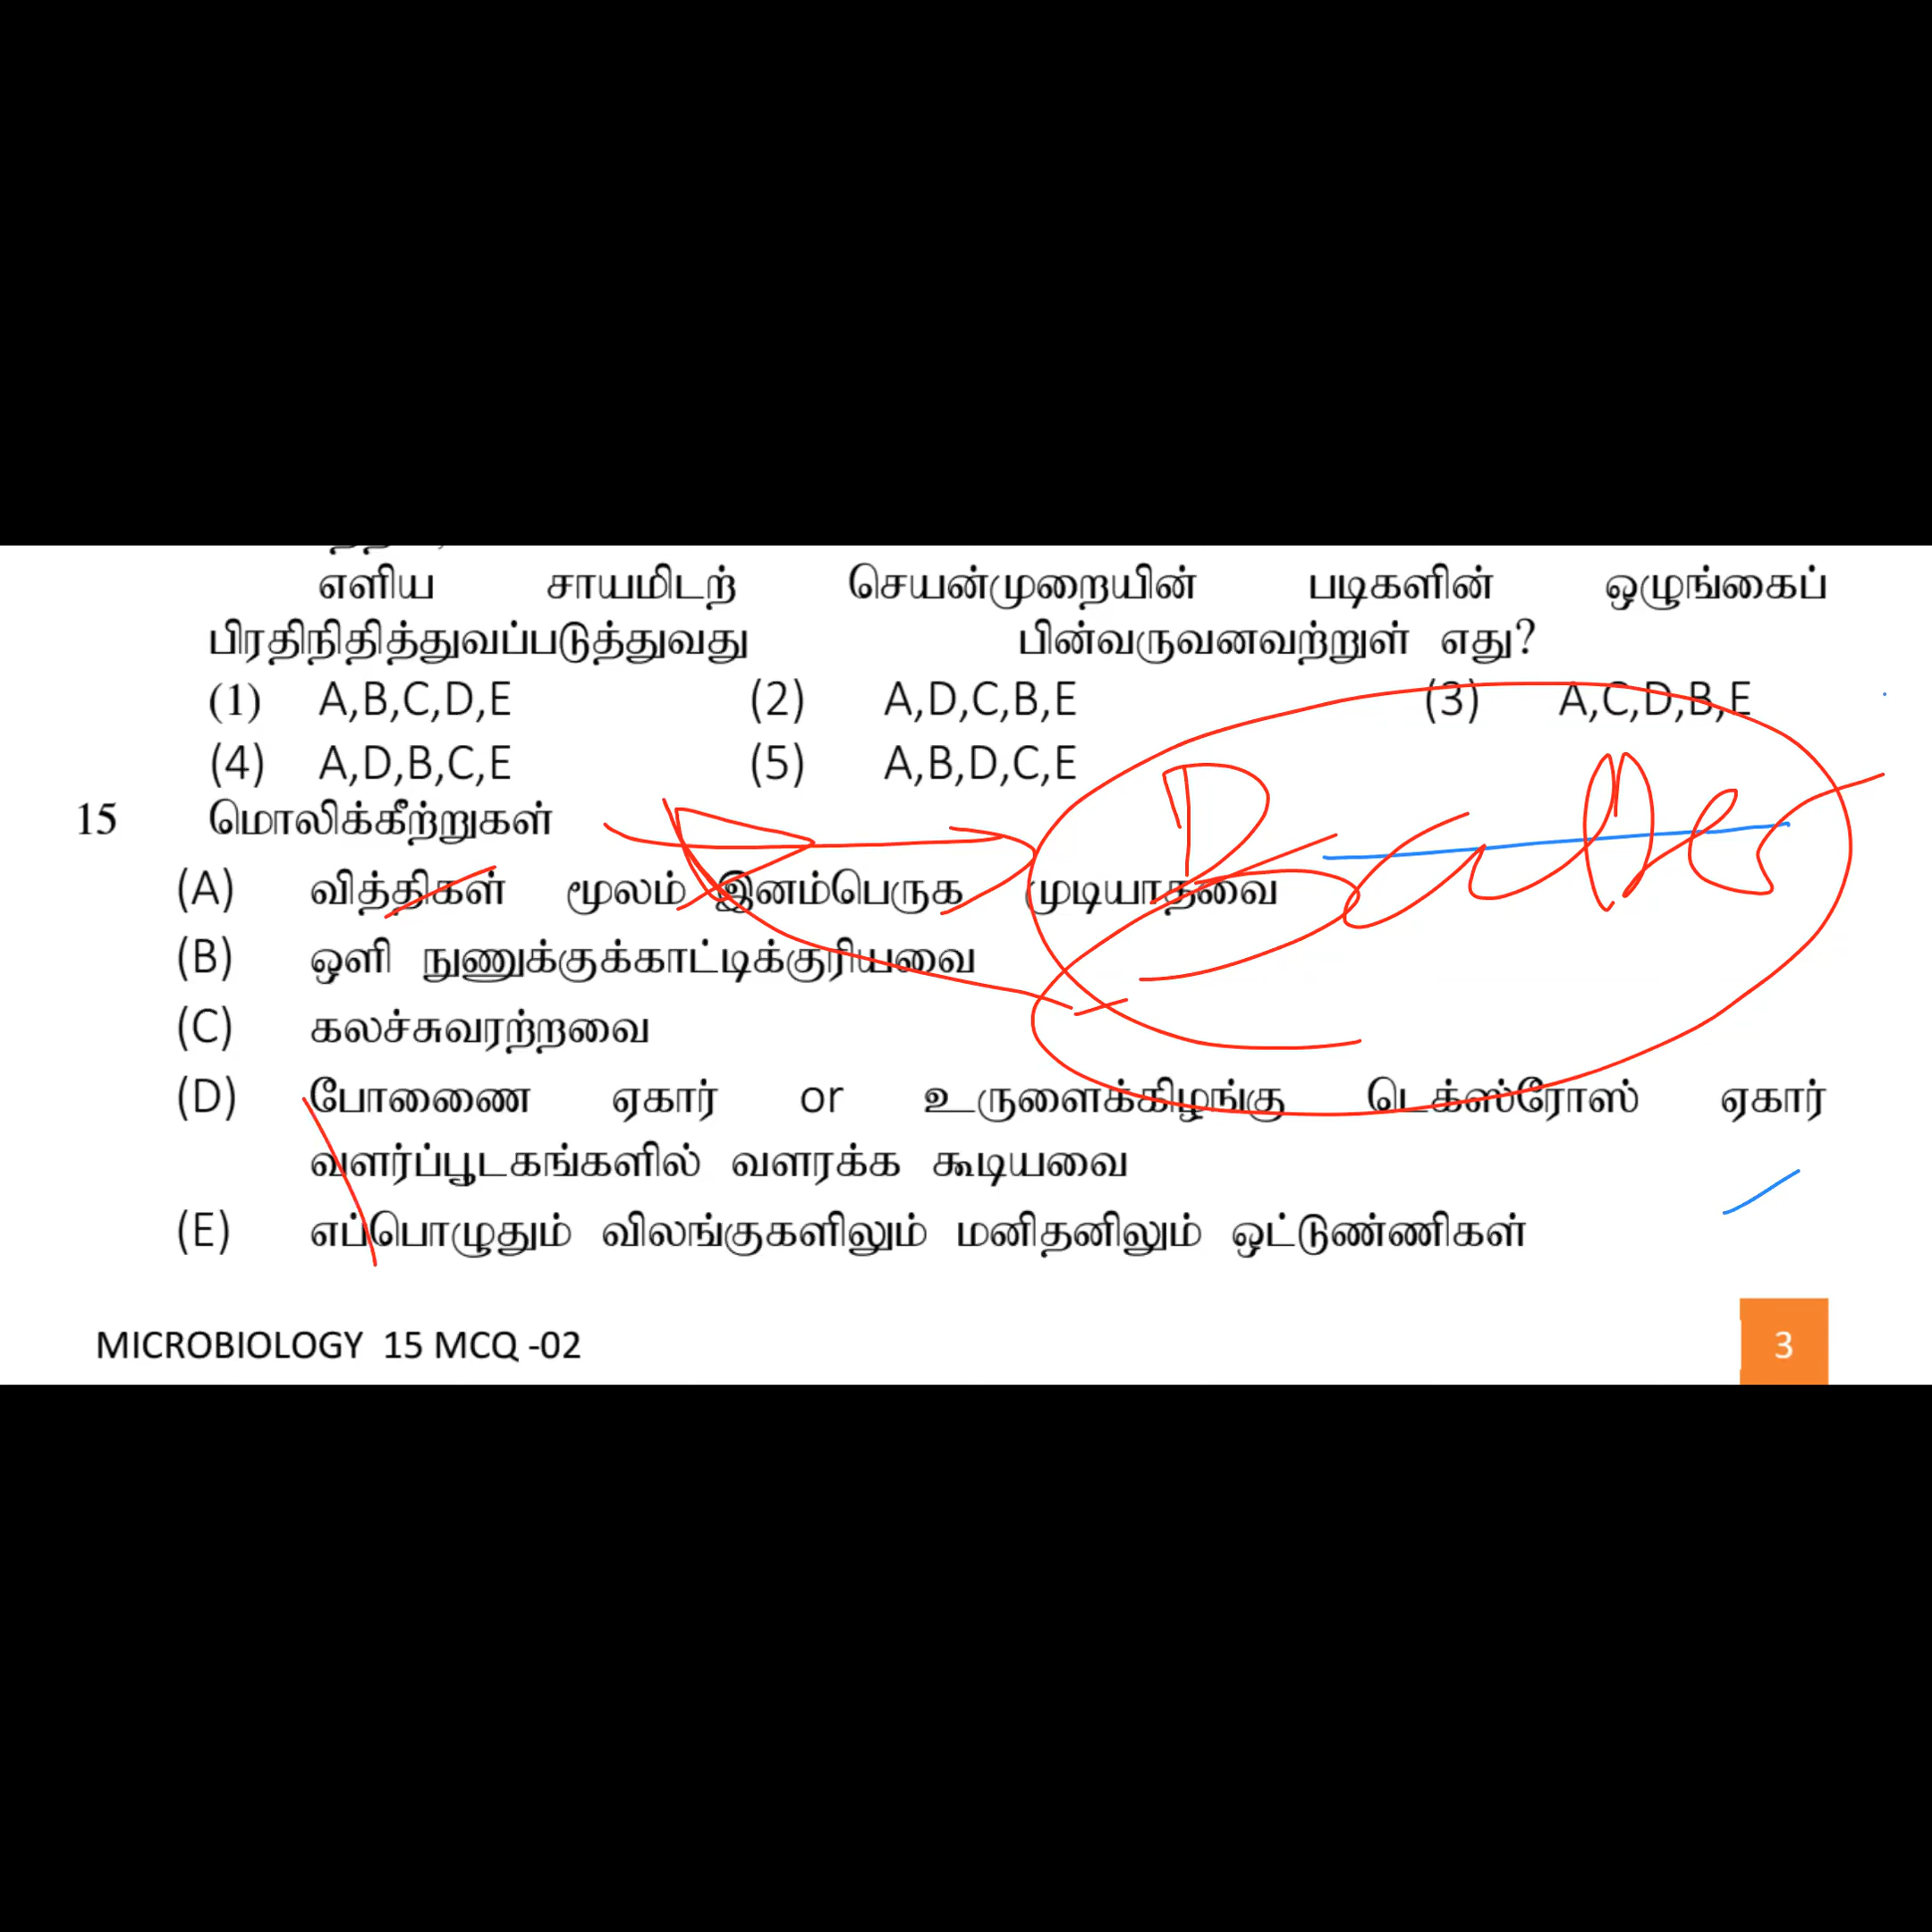 எளிய சாயமிடற் செயன்முறையின் படிகளின் ஒழுங்கைப்
பிரதிநிதித்துவப்படுத்துவது பின்வருவனவற்றுள் எது?
(1) A,B,C,D,E (2) A,D,C,B,E (3) A,C,D,B,E
(4) A,D,B,C,E (5) A,B,D,C,E
15 மொலிக்கீற்றுகள்
(A) வித்திகள் மூலம் இனம்பெருக முடியாதவை
(B) ஒளி நுணுக்குக்காட்டிக்குரியவை
(C) கலச்சுவரற்றவை
(D) போணை ஏகார் or உருளைக்கிழங்கு டெக்ஸ்ரோஸ் ஏகார்
வளர்ப்பூடகங்களில் வளரக்க கூடியவை
(E) எப்பொழுதும் விலங்குகளிலும் மனிதனிலும் ஒட்டுண்ணிகள்
MICROBIOLOGY 15 MCQ -02
3